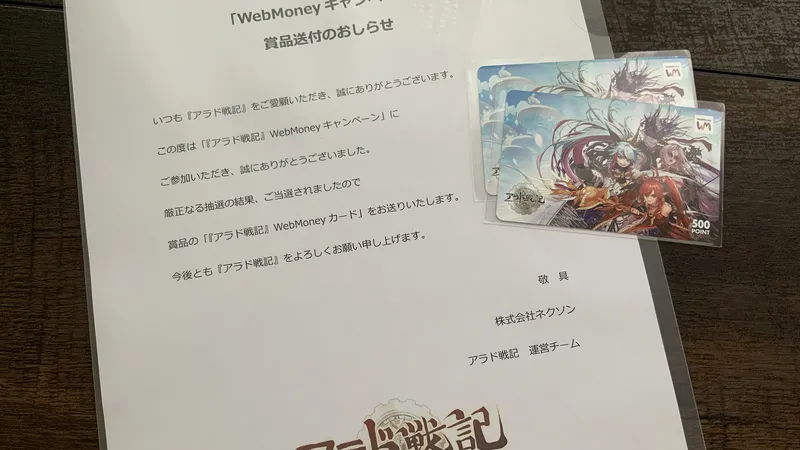 「WebMoney キャンペ
賞品送付のおしらせ
いつも『アラド戦記』をご愛顧いただき、誠にありがとうございます。
この度は「『アラド戦記』WebMoney キャンペーン」に
ご参加いただき、誠にありがとうございました。
厳正なる抽選の結果、ご当選されましたので
賞品の「『アラド戦記』WebMoney カード」をお送りいたします。
今後とも『アラド戦記』をよろしくお願い申し上げます。
敬 具
株式会社ネクソン
アラド戦記 運営チーム
アラド戦記
WM
WM
アラド戦記
500
POINT